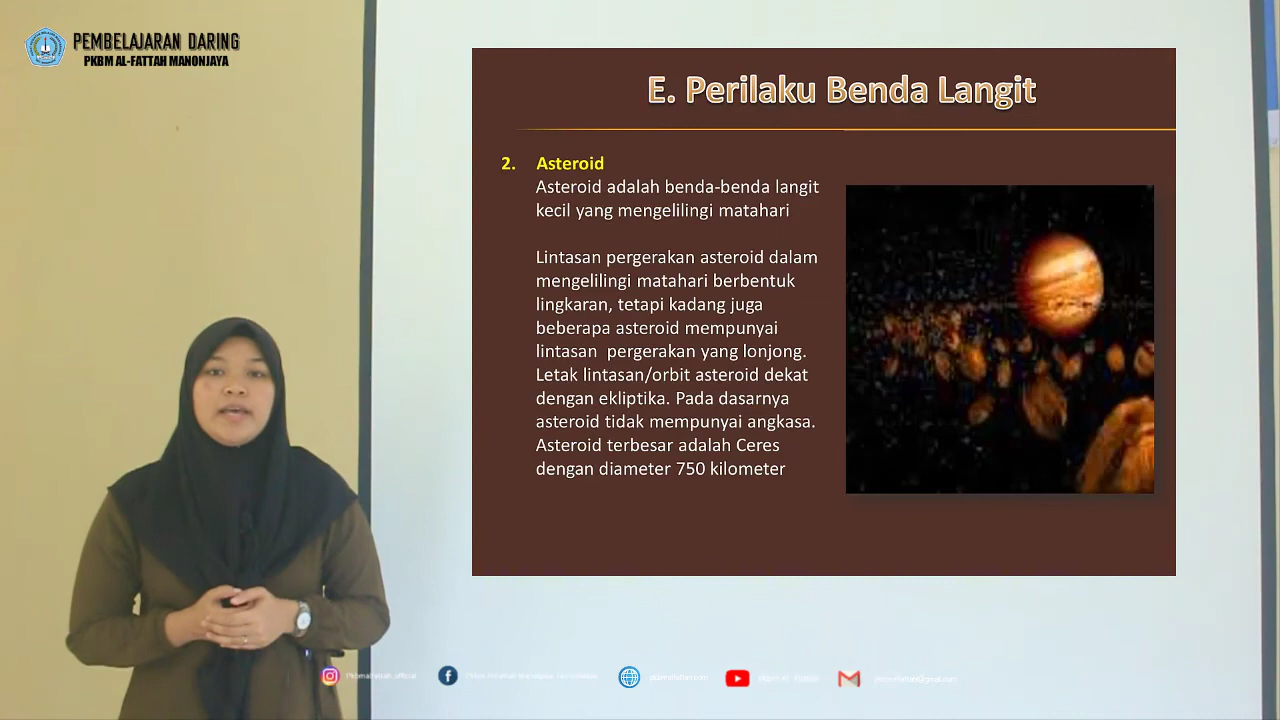 PEMBELAJARAN DARING
PKBM AL-FATTAH MANONJAYA
E. Perilaku Benda Langit
2. Asteroid
Asteroid adalah benda-benda langit
kecil yang mengelilingi matahari
Lintasan pergerakan asteroid dalam
mengelilingi matahari berbentuk
lingkaran, tetapi kadang juga
beberapa asteroid mempunyai
lintasan pergerakan yang lonjong.
Letak lintasan/orbit asteroid dekat
dengan ekliptika. Pada dasarnya
asteroid tidak mempunyai angkasa.
Asteroid terbesar adalah Ceres
dengan diameter 750 kilometer